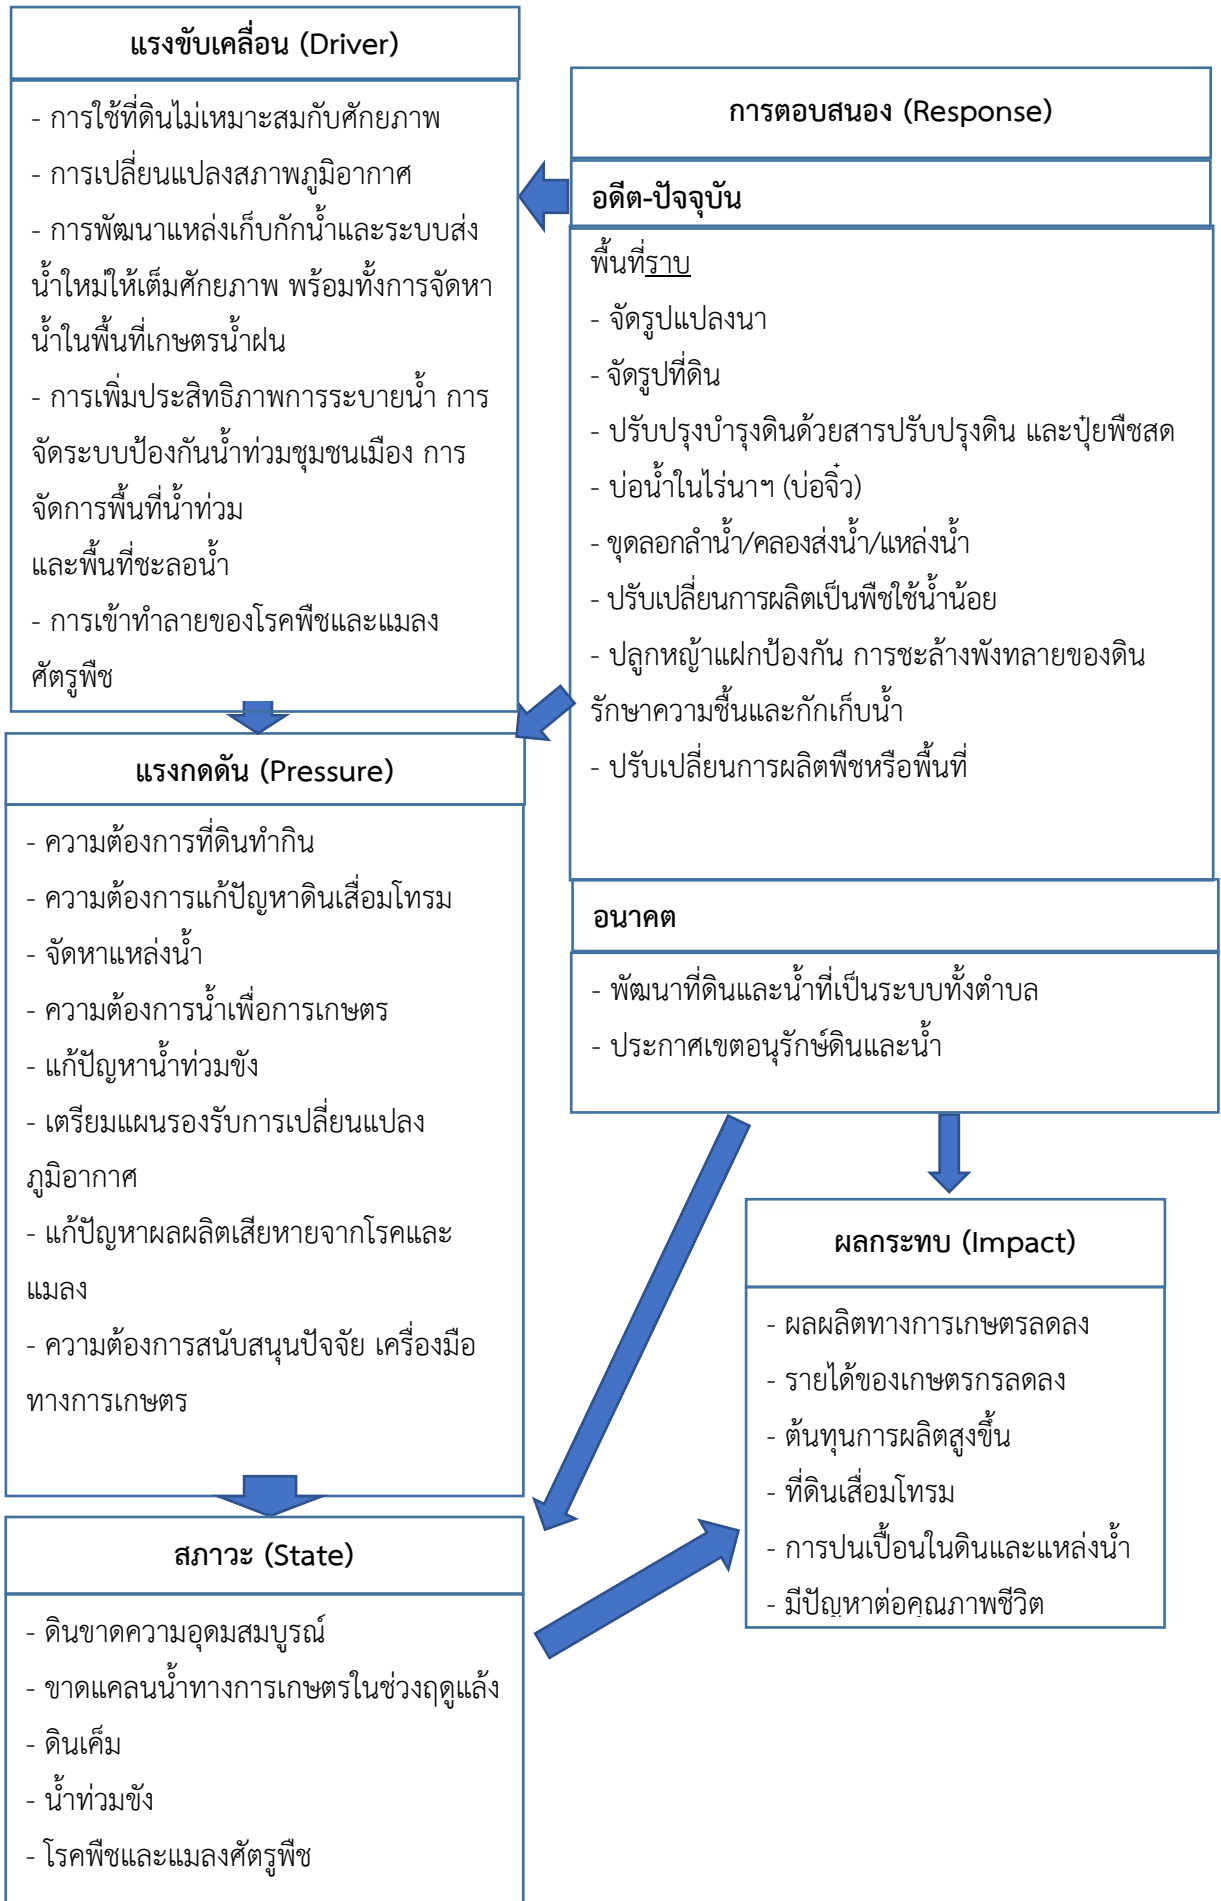 แรงขับเคลื่อน (Driver)
- การใช้ที่ดินไม่เหมาะสมกับศักยภาพ
- การเปลี่ยนแปลงสภาพภูมิอากาศ
- การพัฒนาแหล่งเก็บกักน้ำและระบบส่ง
น้ำใหม่ให้เต็มศักยภาพ พร้อมทั้งการจัดหา
น้ำในพื้นที่เกษตรน้ำฝน
- การเพิ่มประสิทธิภาพการระบายน้ำ การ
จัดระบบป้องกันน้ำท่วมชุมชนเมือง การ
จัดการพื้นที่น้ำท่วม
และพื้นที่ชะลอน้ำ
- การเข้าทำลายของโรคพืชและแมลง
ศัตรูพืช
แรงกดดัน (Pressure)
- ความต้องการที่ดินทำกิน
- ความต้องการแก้ปัญหาดินเสื่อมโทรม
- จัดหาแหล่งน้ำ
- ความต้องการน้ำเพื่อการเกษตร
- แก้ปัญหาน้ำท่วมขัง
- เตรียมแผนรองรับการเปลี่ยนแปลง
ภูมิอากาศ
- แก้ปัญหาผลผลิตเสียหายจากโรคและ
แมลง
- ความต้องการสนับสนุนปัจจัย เครื่องมือ
ทางการเกษตร
สภาวะ (State)
- ดินขาดความอุดมสมบูรณ์
- ขาดแคลนน้ำทางการเกษตรในช่วงฤดูแล้ง
- ดินเค็ม
- น้ำท่วมขัง
- โรคพืชและแมลงศัตรูพืช
การตอบสนอง (Response)
อดีต-ปัจจุบัน
พื้นที่ราบ
- จัดรูปแปลงนา
- จัดรูปที่ดิน
- ปรับปรุงบำรุงดินด้วยสารปรับปรุงดิน และปุ๋ยพืชสด
- บ่อน้ำในไร่นาฯ (บ่อจิ๋ว)
- ขุดลอกลำน้ำ/คลองส่งน้ำ/แหล่งน้ำ
- ปรับเปลี่ยนการผลิตเป็นพืชใช้น้ำน้อย
- ปลูกหญ้าแฝกป้องกัน การชะล้างพังทลายของดิน
รักษาความชื้นและกักเก็บน้ำ
- ปรับเปลี่ยนการผลิตพืชหรือพื้นที่
อนาคต
- พัฒนาที่ดินและน้ำที่เป็นระบบทั้งตำบล
- ประกาศเขตอนุรักษ์ดินและน้ำ
ผลกระทบ (Impact)
- ผลผลิตทางการเกษตรลดลง
- รายได้ของเกษตรกรลดลง
- ต้นทุนการผลิตสูงขึ้น
- ที่ดินเสื่อมโทรม
- การปนเปื้อนในดินและแหล่งน้ำ
- มีปัญหาต่อคุณภาพชีวิต